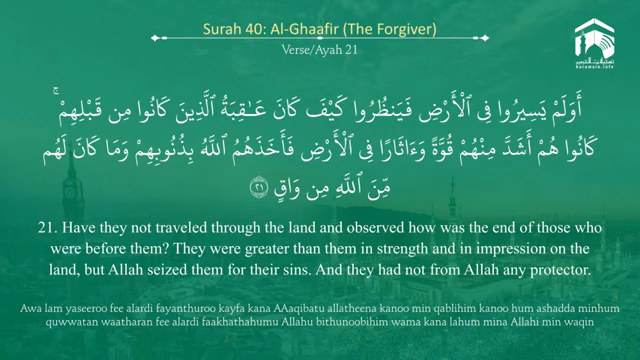 Surah 40: Al-Ghaafir (The Forgiver)
Verse/Ayah 21
haramain.info
أَوَلَمْ يَسِيرُوا فِى ٱلْأَرْضِ فَيَنظُرُوا كَيْفَ كَانَ عَـٰقِبَةُ ٱلَّذِينَ كَانُوا مِن قَبْلِهِمْ ۚ
كَانُوا هُمْ أَشَدَّ مِنْهُمْ قُوَّةً وَءَاثَارًا فِى ٱلْأَرْضِ فَأَخَذَهُمُ ٱللَّهُ بِذُنُوبِهِمْ وَمَا كَانَ لَهُم
مِّنَ ٱللَّهِ مِن وَاقٍ ٢١
21. Have they not traveled through the land and observed how was the end of those who
were before them? They were greater than them in strength and in impression on the
land, but Allah seized them for their sins. And they had not from Allah any protector.
Awa lam yaseeroo fee alardi fayanthuroo kayfa kana AAaqibatu allatheena kanoo min qablihim kanoo hum ashadda minhum
quwwatan waatharan fee alardi faakhathahumu Allahu bithunoobihim wama kana lahum mina Allahi min waqin